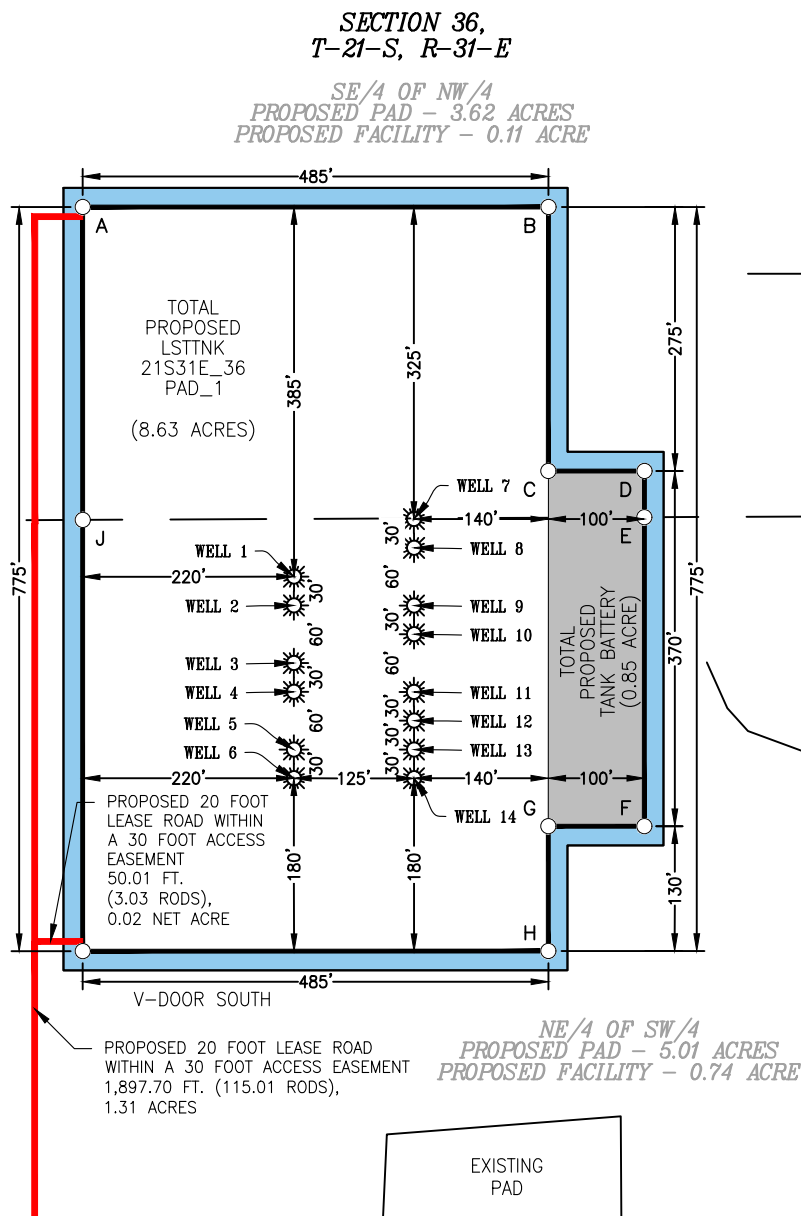 SECTION 36,
T-21-S, R-31-E
SE/4 OF NW/4
PROPOSED PAD - 3.62 ACRES
PROPOSED FACILITY - 0.11 ACRE
485'
A
B
TOTAL
PROPOSED
LSTTNK
21S31E_36
PAD_1
(8.63 ACRES)
385'
325'
275'
775'
775'
C
D
E
J
WELL 7
30'
140'
100'
WELL 8
WELL 1
220'
30'
60'
WELL 2
WELL 9
30'
60'
WELL 10
WELL 3
30'
60'
WELL 4
WELL 11
60'
30'
WELL 12
WELL 5
30'
WELL 13
WELL 6
30'
30'
WELL 14
220'
125'
140'
100'
TOTAL
PROPOSED
TANK BATTERY
(0.85 ACRE)
370'
G
F
130'
180'
180'
H
PROPOSED 20 FOOT
LEASE ROAD WITHIN
A 30 FOOT ACCESS
EASEMENT
50.01 FT.
(3.03 RODS),
0.02 NET ACRE
485'
V-DOOR SOUTH
PROPOSED 20 FOOT LEASE ROAD
WITHIN A 30 FOOT ACCESS EASEMENT
1,897.70 FT. (115.01 RODS),
1.31 ACRES
NE/4 OF SW/4
PROPOSED PAD - 5.01 ACRES
PROPOSED FACILITY - 0.74 ACRE
EXISTING
PAD